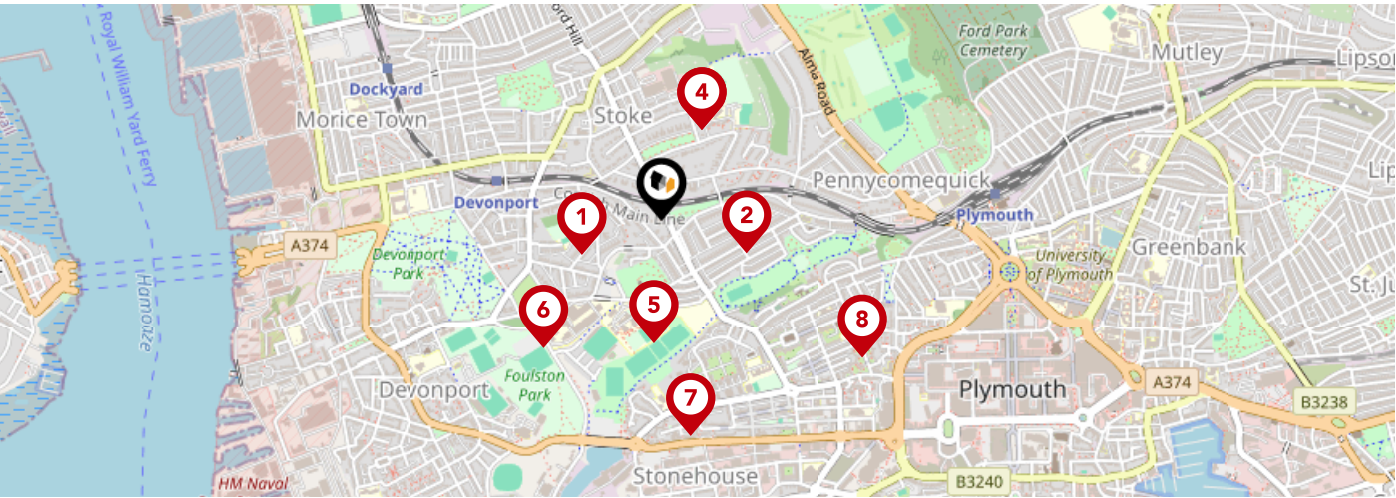 Royal William Yard Ferry
ord Hill
Alma Road
Ford Park
Cemetery
Mutley
Dockyard
4
Morice Town
Stoke
Pennycomequick
Devonport
Main Line
1
2
Plymouth
A374
Devonport
Park
University
of Plymouth
Greenbank
Hamoaze
6
5
8
Devonport
Foulston
Park
7
Plymouth
A374
B3238
Stonehouse
B3240
HM Naval